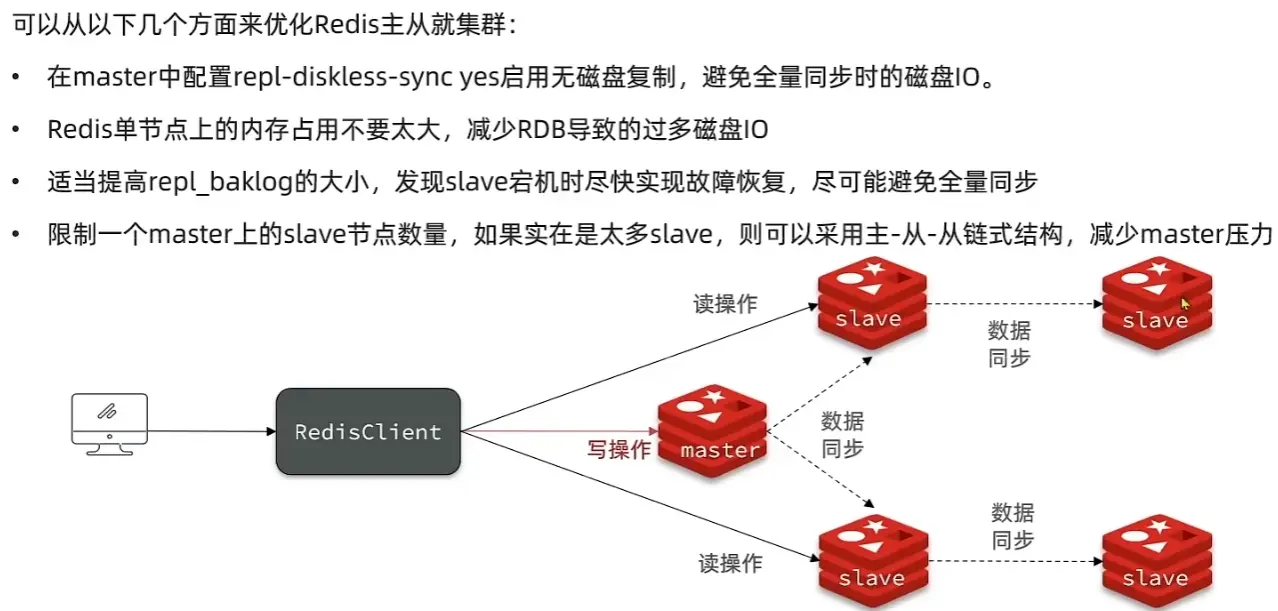 可以从以下几个方面来优化Redis主从就集群：
• 在master中配置repl-diskless-sync yes启用无磁盘复制，避免全量同步时的磁盘IO。
• Redis单节点上的内存占用不要太大，减少RDB导致的过多磁盘IO
• 适当提高repl_baklog的大小，发现slave宕机时尽快实现故障恢复，尽可能避免全量同步
• 限制一个master上的slave节点数量，如果实在是太多slave，则可以采用主-从-从链式结构，减少master压力
读操作
slave
数据
同步
slave
RedisClient
写操作
master
数据
同步
读操作
slave
数据
同步
slave